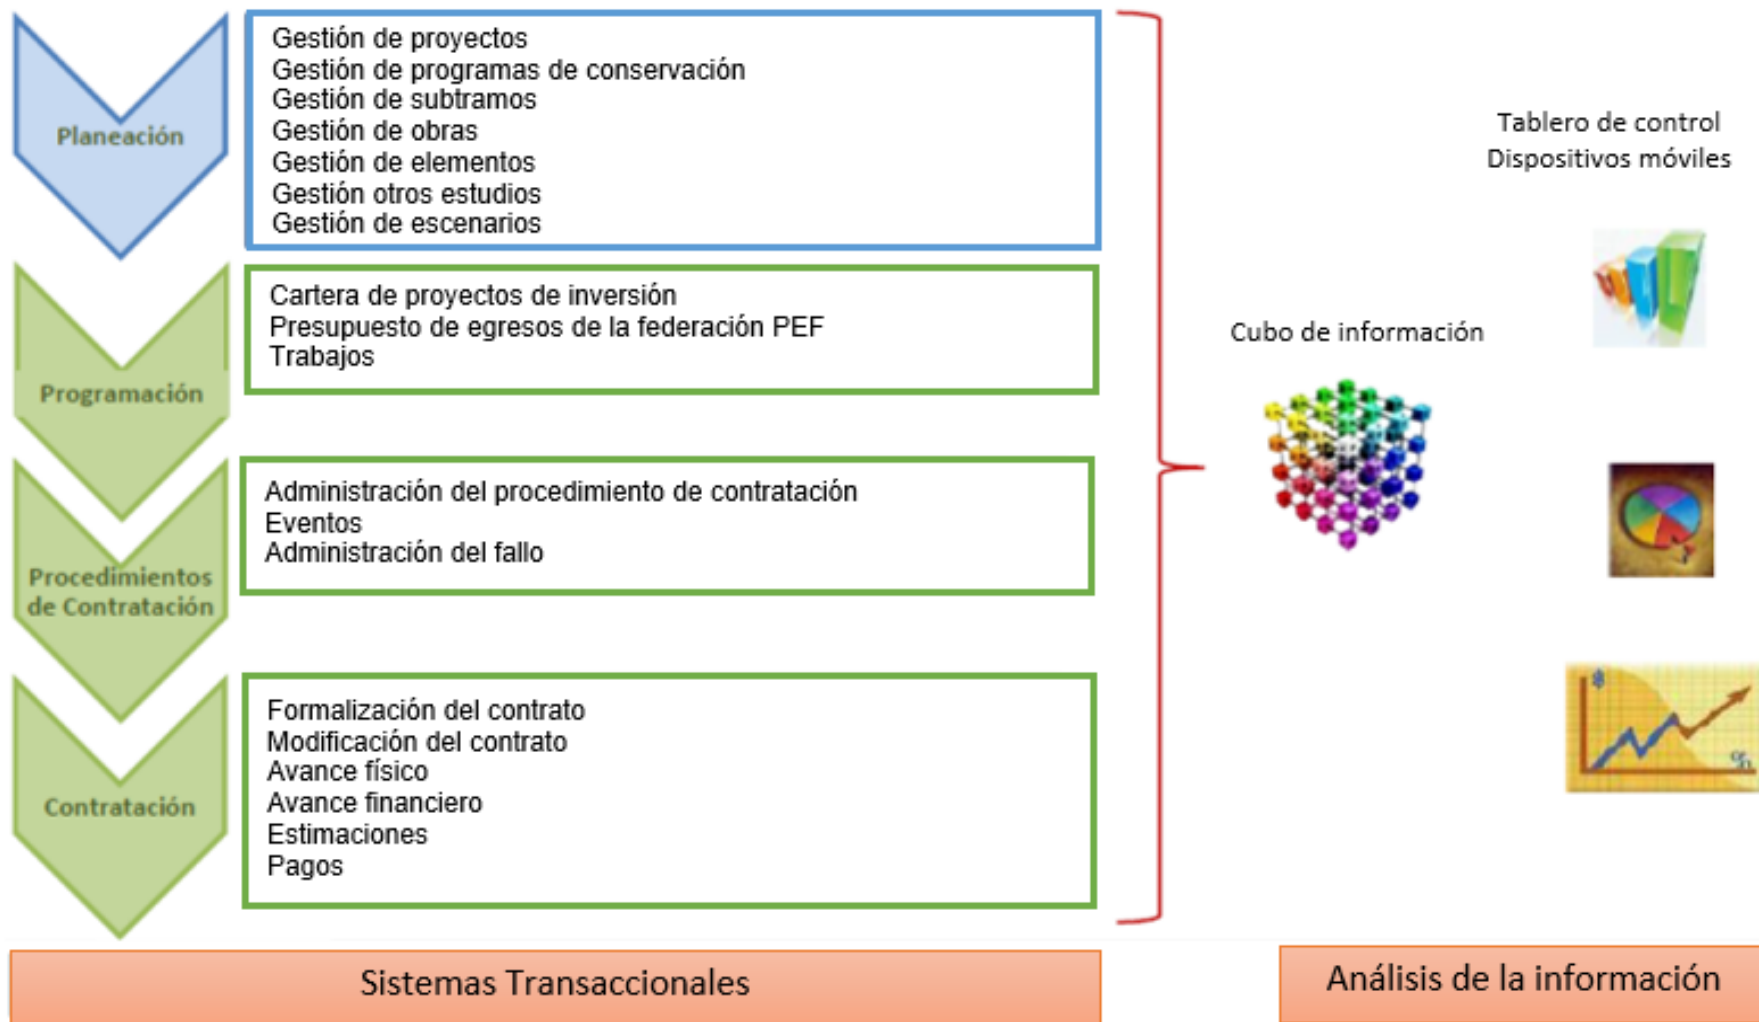 Planeación
Gestión de proyectos
Gestión de programas de conservación
Gestión de subtramos
Gestión de obras
Gestión de elementos
Gestión otros estudios
Gestión de escenarios
Programación
Cartera de proyectos de inversión
Presupuesto de egresos de la federación PEF
Trabajos
Procedimientos
de Contratación
Administración del procedimiento de contratación
Eventos
Administración del fallo
Contratación
Formalización del contrato
Modificación del contrato
Avance físico
Avance financiero
Estimaciones
Pagos
Sistemas Transaccionales
Cubo de información
Tablero de control
Dispositivos móviles
Análisis de la información